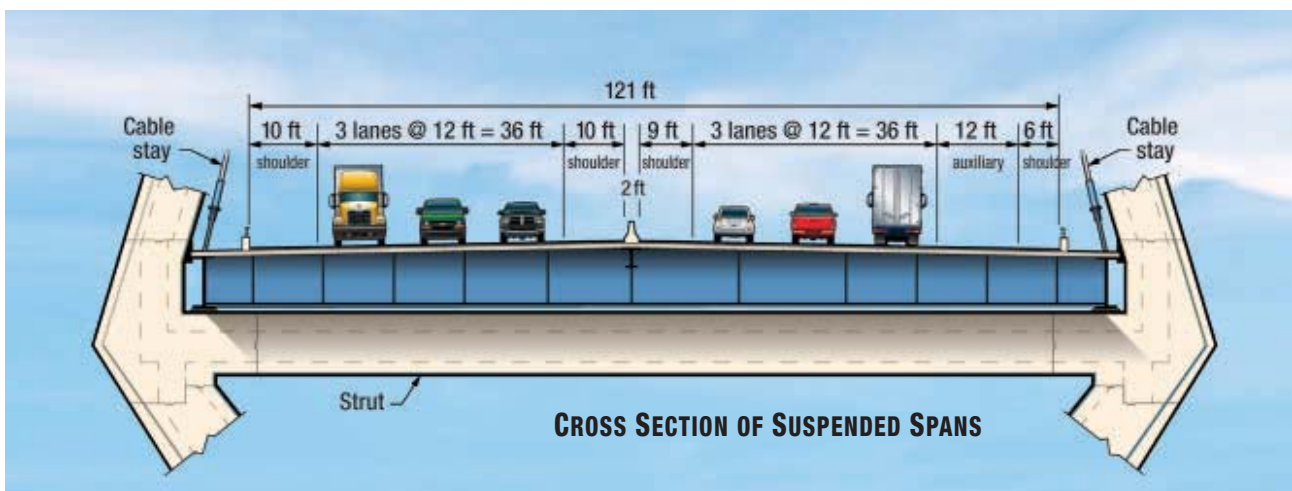 121 ft
Cable
stay
10 ft
shoulder
3 lanes @ 12 ft = 36 ft
10 ft
shoulder
2 ft
9 ft
shoulder
3 lanes @ 12 ft = 36 ft
12 ft
auxiliary
6 ft
shoulder
Cable
stay
Strut
CROSS SECTION OF SUSPENDED SPANS